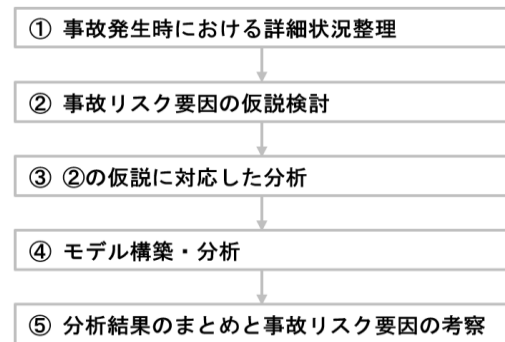 ① 事故発生時における詳細状況整理
② 事故リスク要因の仮説検討
③ ②の仮説に対応した分析
④ モデル構築・分析
⑤ 分析結果のまとめと事故リスク要因の考察